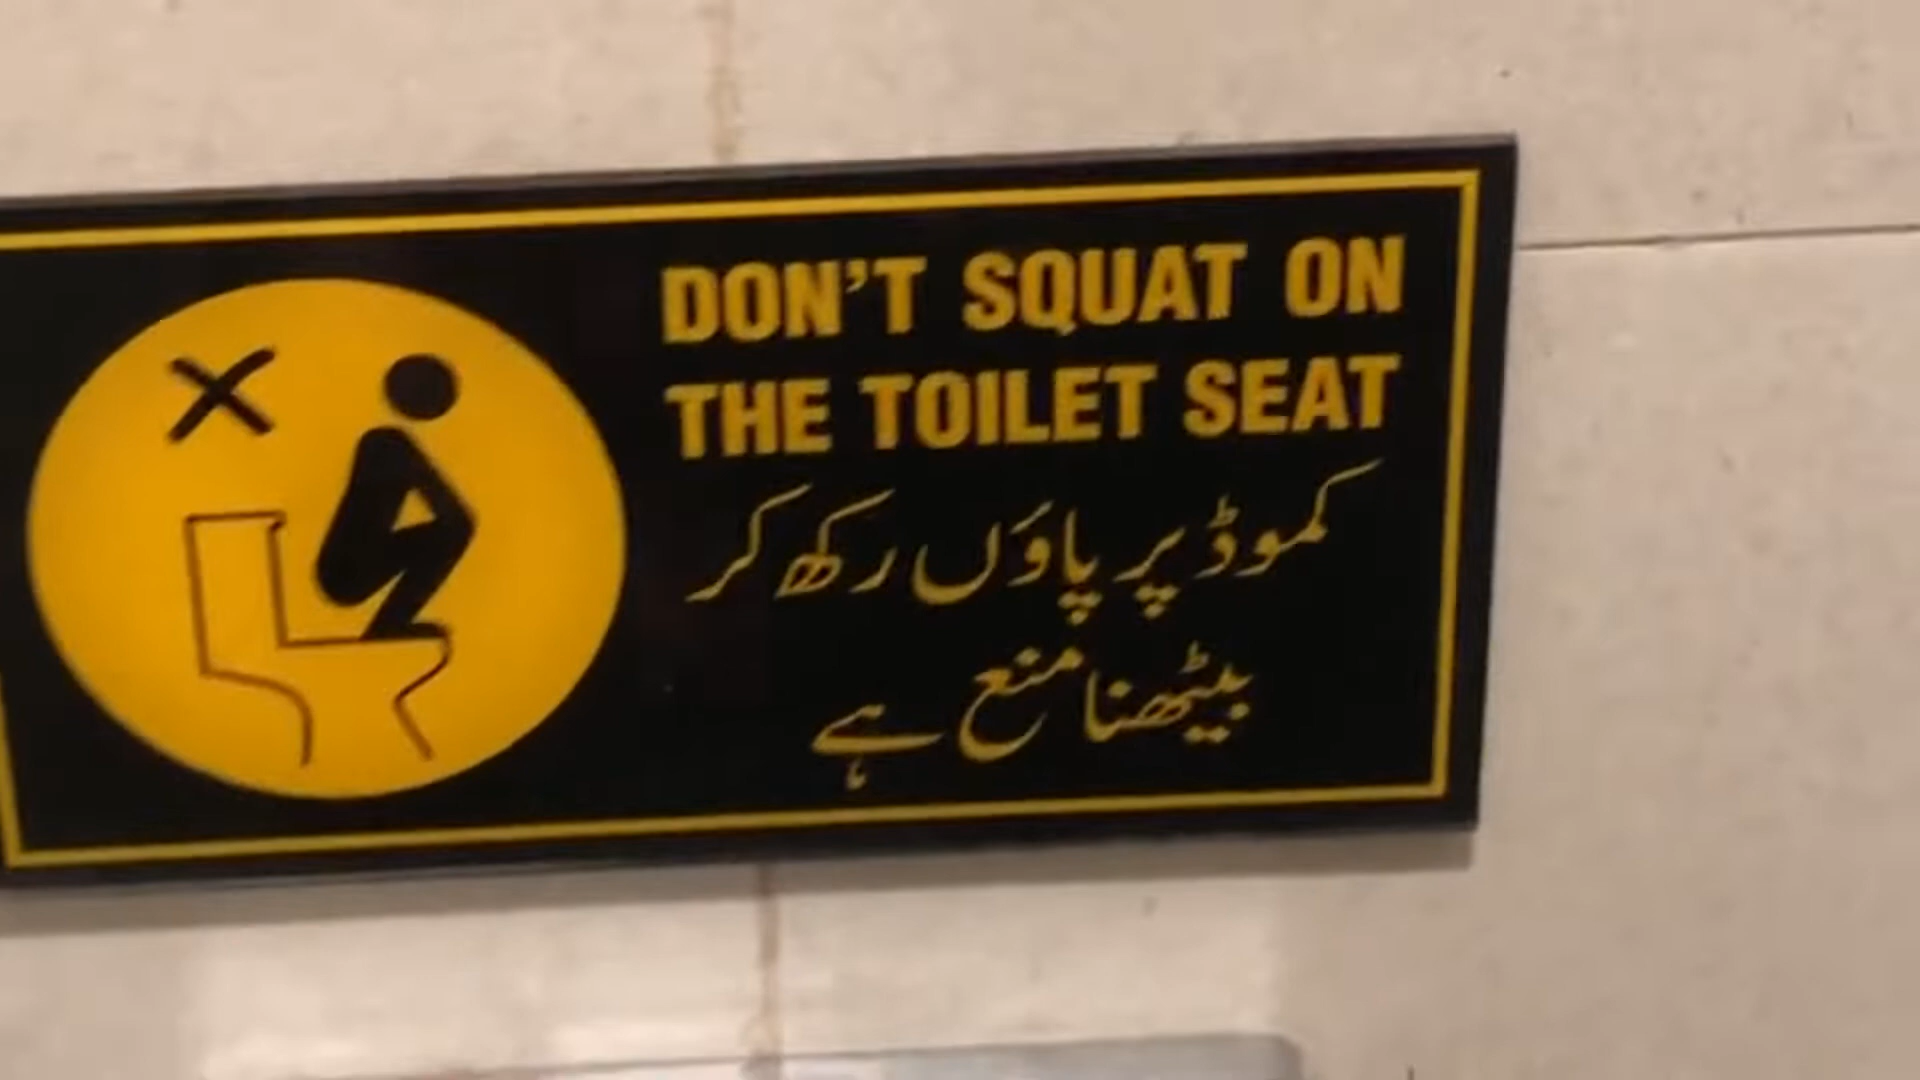 DON'T SQUAT ON
THE TOILET SEAT
کموڈ پر پاؤں رکھ کر
بیٹھنا منع ہے